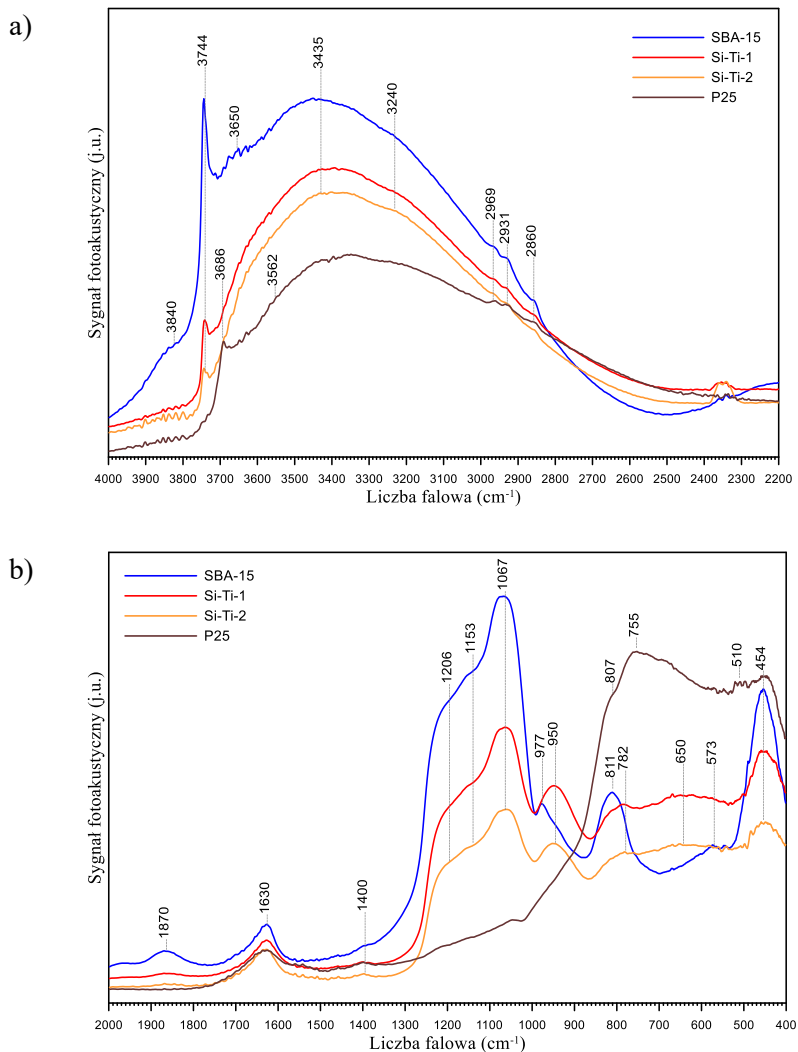 a)
3744
3435
3240
3650
2969
2931
2860
3686
3562
3840
SBA-15
Si-Ti-1
Si-Ti-2
P25
Sygnał fotoakustyczny (j.u.)
4000 3900 3800 3700 3600 3500 3400 3300 3200 3100 3000 2900 2800 2700 2600 2500 2400 2300 2200
Liczba falowa (cm-1)
b)
SBA-15
Si-Ti-1
Si-Ti-2
P25
1067
1153
1206
977
950
755
807
510
454
811
782
650
573
1870
1630
1400
Sygnał fotoakustyczny (j.u.)
2000 1900 1800 1700 1600 1500 1400 1300 1200 1100 1000 900 800 700 600 500 400
Liczba falowa (cm-1)